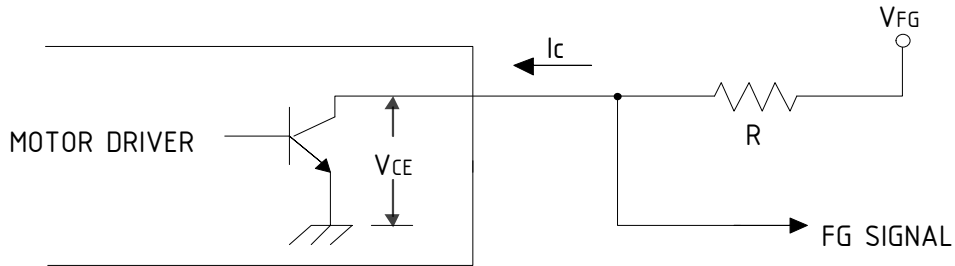 VFG
Ic
R
MOTOR DRIVER
VCE
FG SIGNAL